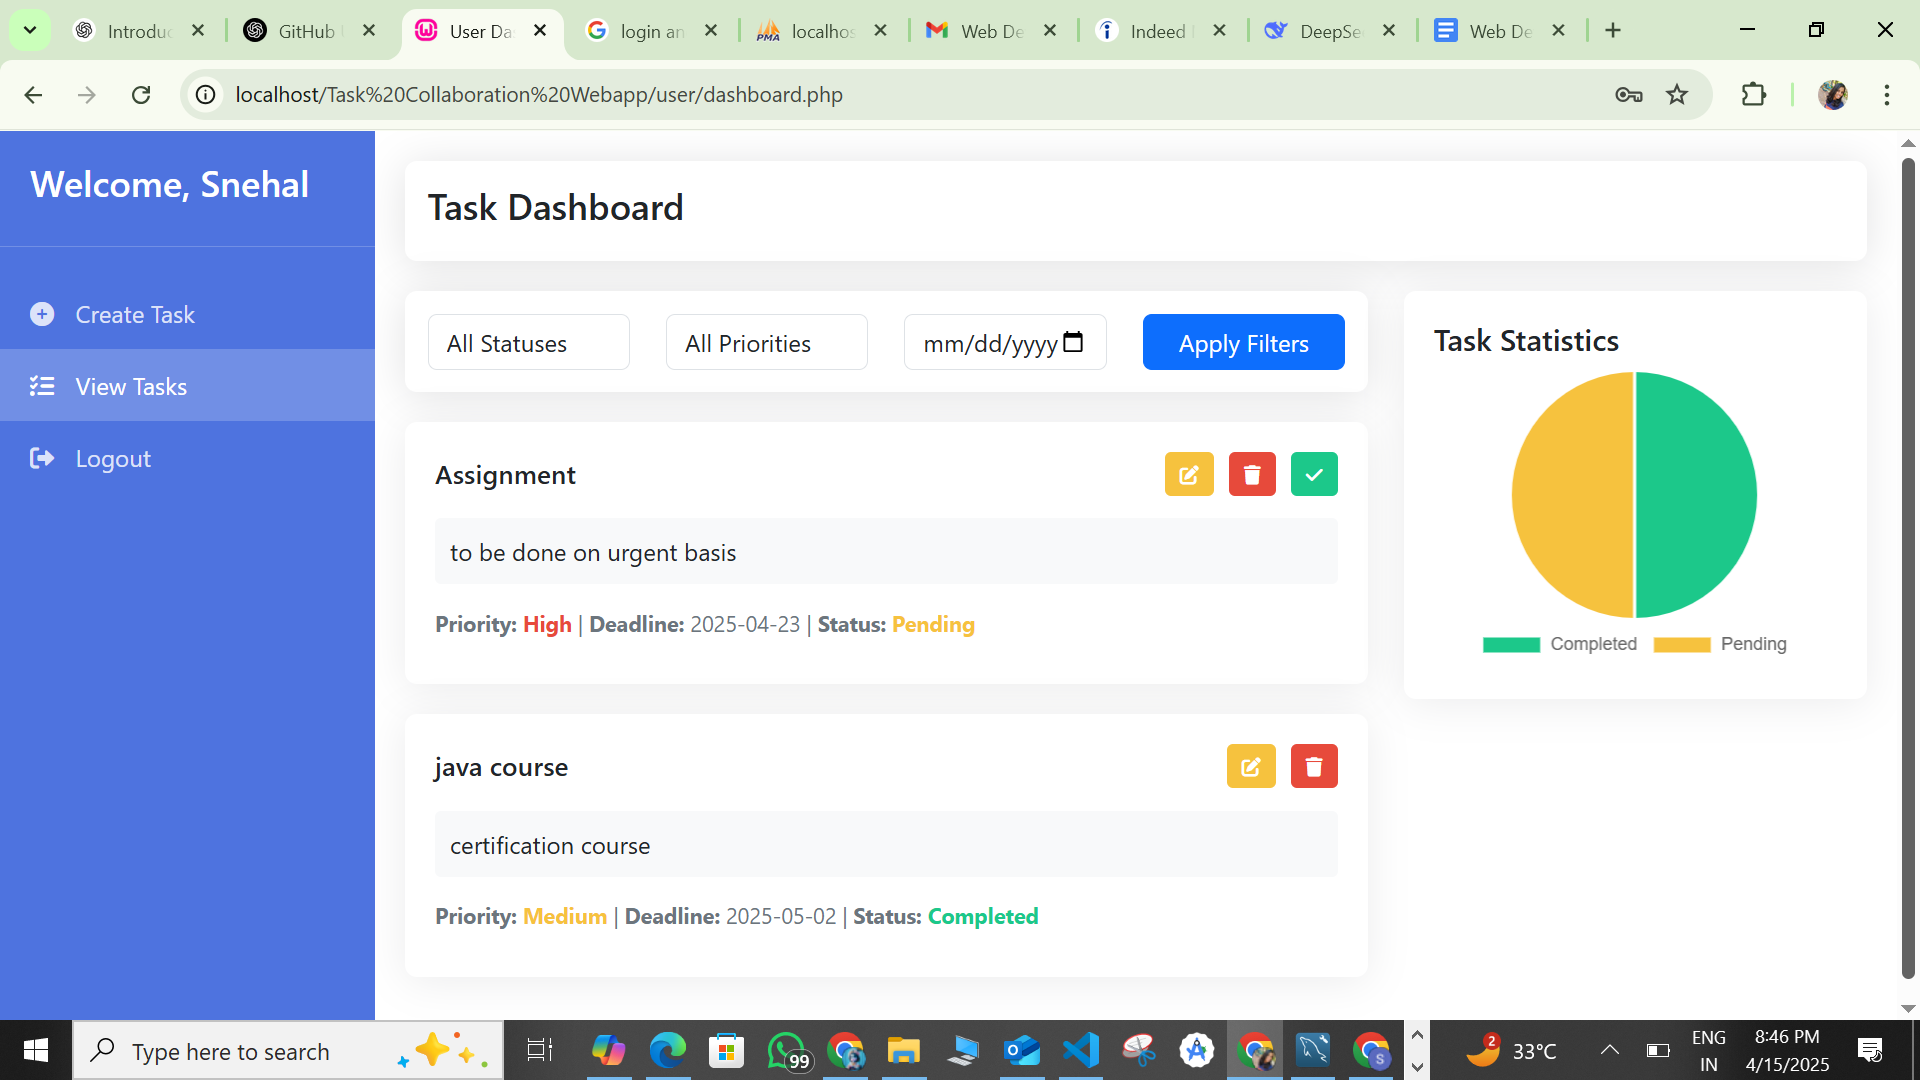 Introduc
GitHub
User Da
login an
localhos
Web De
Indeed
DeepSe
Web De
localhost/Task%20Collaboration%20Webapp/user/dashboard.php
Welcome, Snehal
Create Task
View Tasks
Logout
Task Dashboard
All Statuses
All Priorities
mm/dd/yyyy
Apply Filters
Assignment
to be done on urgent basis
Priority: High | Deadline: 2025-04-23 | Status: Pending
java course
certification course
Priority: Medium | Deadline: 2025-05-02 | Status: Completed
Task Statistics
Completed
Pending
Type here to search
99
S
2
33°C
ENG
IN
8:46 PM
4/15/2025